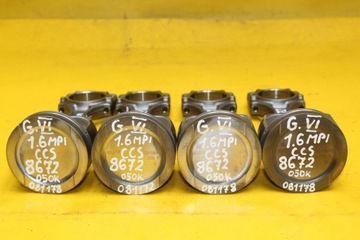 G. VI
1.6 MPI
CCS
8672
050K
081178
G. VI
1.6 MPI
CCS
8672
050K
081172
G. VI
1.6 MPI
CCS
8672
050K
081178
G. VI
1.6 MPI
CCS
8672
050K
081178